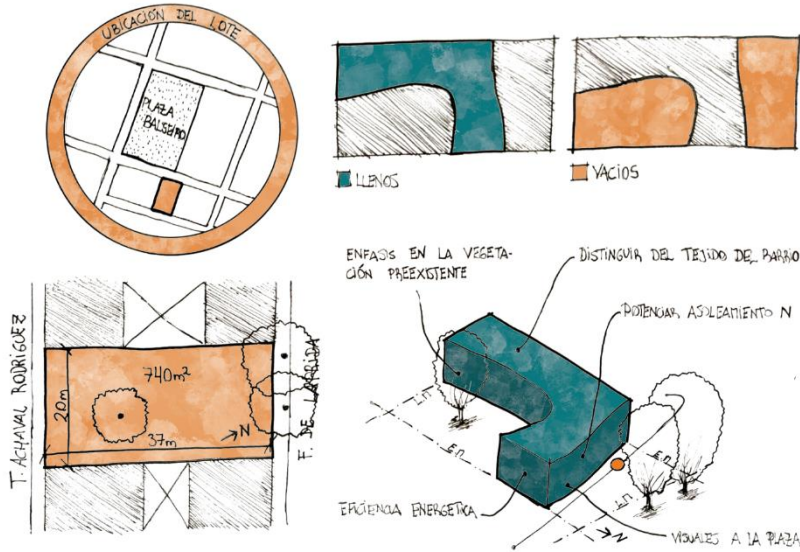 UBICACIÓN DEL LOTE
PLAZA
BALSEIRO
LLENOS
VACIOS
T. ACHAVAL RODRIGUEZ
20m
740m²
37m
N
F. DE LARRIDA
ENFASIS EN LA VEGETA-
CIÓN PREEXISTENTE
DISTINGUIR DEL TEJIDO DEL BARRIO
POTENCIAR ASOLEAMIENTO N
EFICIENCIA ENERGETICA
N
VISUALES A LA PLAZA